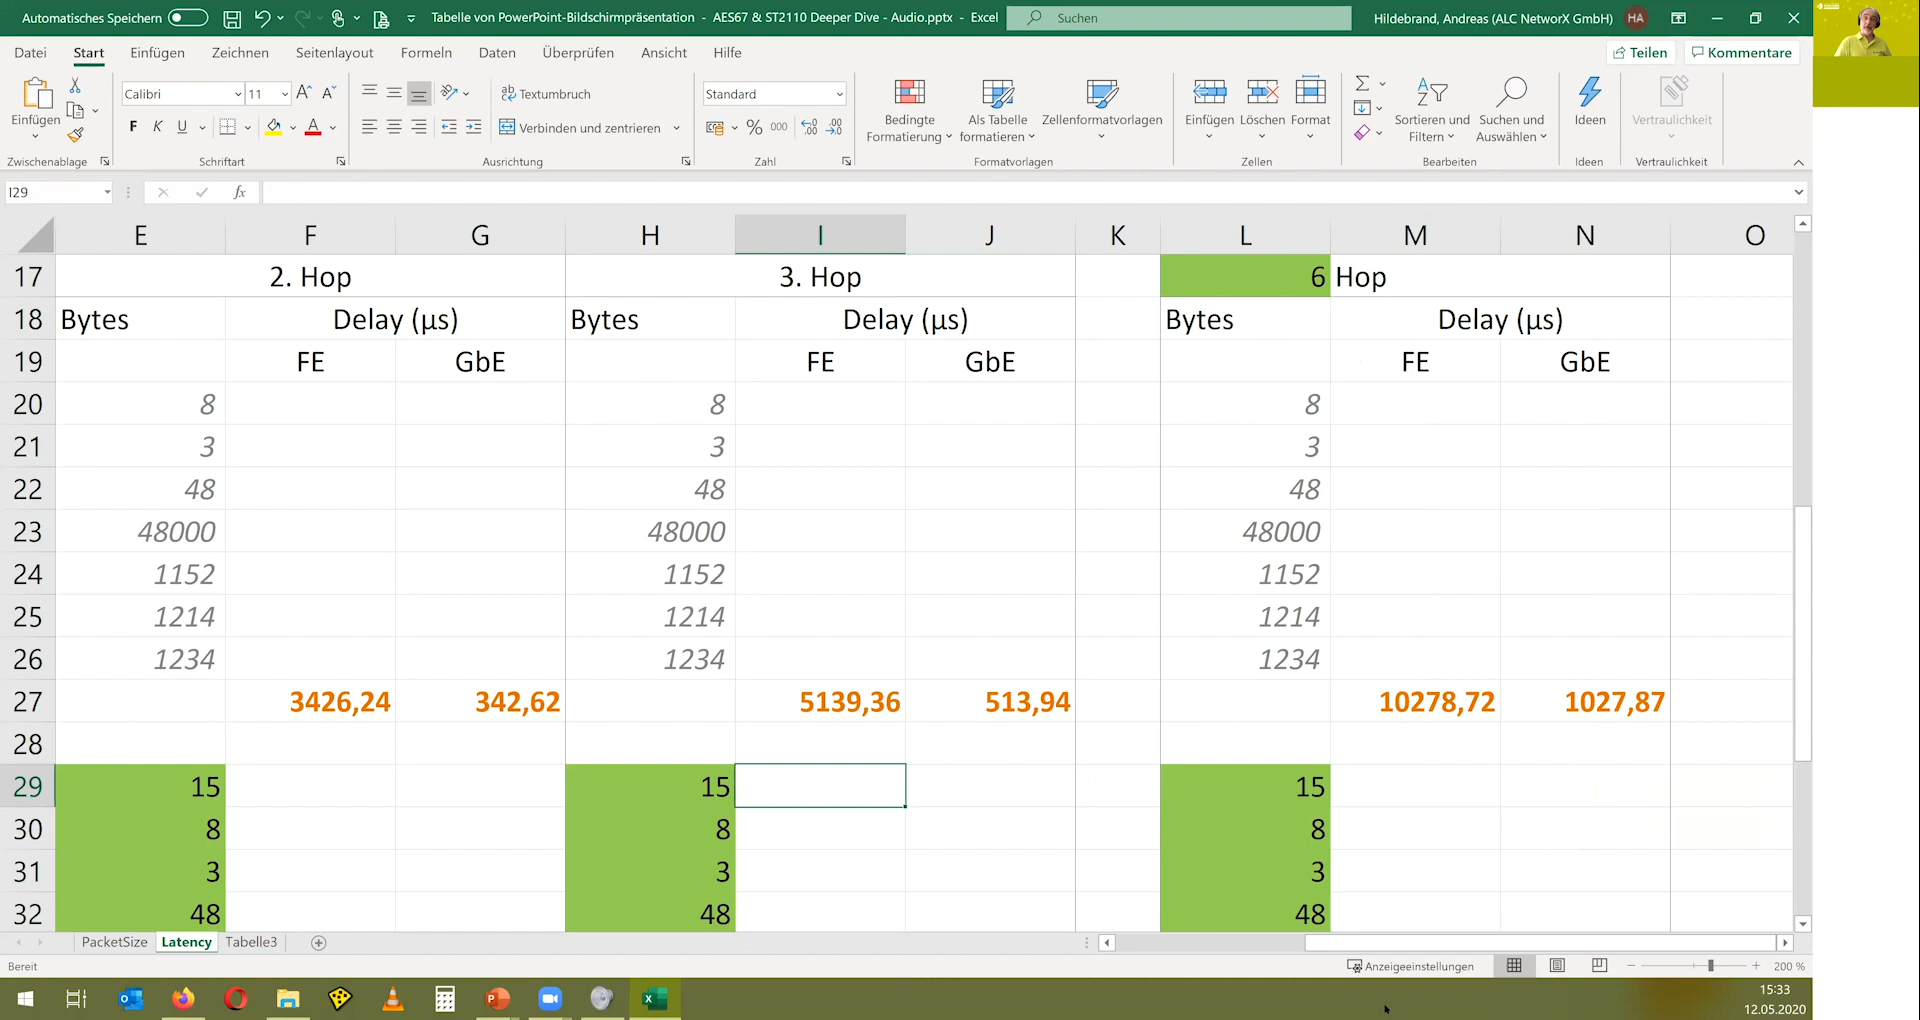 Automatisches Speichern
Tabelle von PowerPoint-Bildschirmpräsentation - AES67 & ST2110 Deeper Dive - Audio.pptx - Excel
Suchen
Hildebrand, Andreas (ALC NetworX GmbH) HA
Datei Start Einfügen Zeichnen Seitenlayout Formeln Daten Überprüfen Ansicht Hilfe
Teilen Kommentare
Einfügen
Zwischenablage
Calibri 11
F K U
Schriftart
Textumbruch
Verbinden und zentrieren
Ausrichtung
Standard
% 000
Zahl
Bedingte Formatierung
Als Tabelle formatieren
Zellenformatvorlagen
Formatvorlagen
Einfügen Löschen Format
Zellen
Sortieren und Filtern
Suchen und Auswählen
Bearbeiten
Ideen
Ideen
Vertraulichkeit
Vertraulichkeit
I29 fx
E F G H I J K L M N O
17 2. Hop 3. Hop 6 Hop
18 Bytes Delay (µs) Bytes Delay (µs) Bytes Delay (µs)
19 FE GbE FE GbE FE GbE
20 8 8 8
21 3 3 3
22 48 48 48
23 48000 48000 48000
24 1152 1152 1152
25 1214 1214 1214
26 1234 1234 1234
27 3426,24 342,62 5139,36 513,94 10278,72 1027,87
28
29 15 15 15
30 8 8 8
31 3 3 3
32 48 48 48
PacketSize Latency Tabelle3
Bereit
Anzeigeeinstellungen
200 %
15:33
12.05.2020